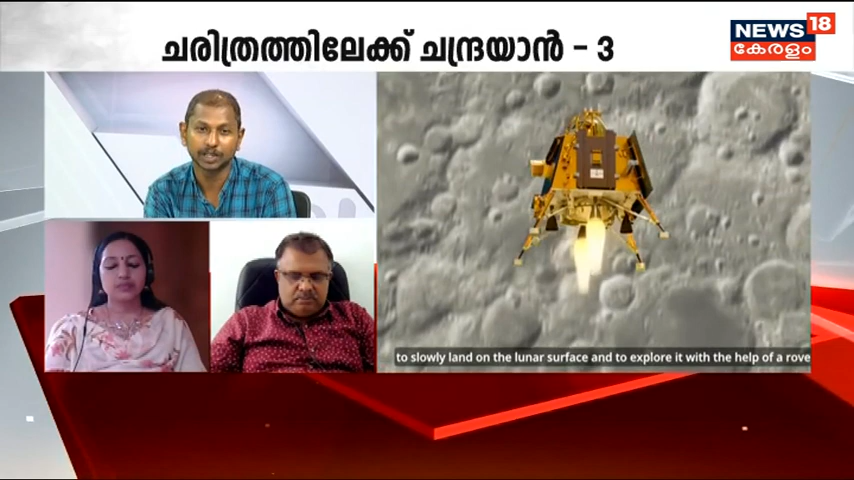 ചരിത്രത്തിലേക്ക് ചന്ദ്രയാൻ - 3
NEWS 18
കേരളം
to slowly land on the lunar surface and to explore it with the help of a rove